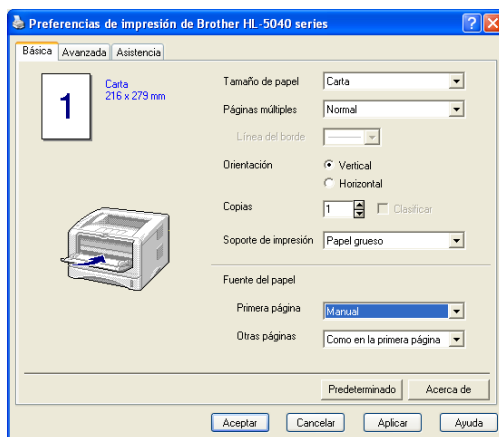 Preferencias de impresión de Brother HL-5040 series
Básica Avanzada Asistencia
1
Carta
216 x 279 mm
Tamaño de papel Carta
Páginas múltiples Normal
Línea del borde
Orientación Vertical
Horizontal
Copias 1 Clasificar
Soporte de impresión Papel grueso
Fuente del papel
Primera página Manual
Otras páginas Como en la primera página
Predeterminado Acerca de
Aceptar Cancelar Aplicar Ayuda